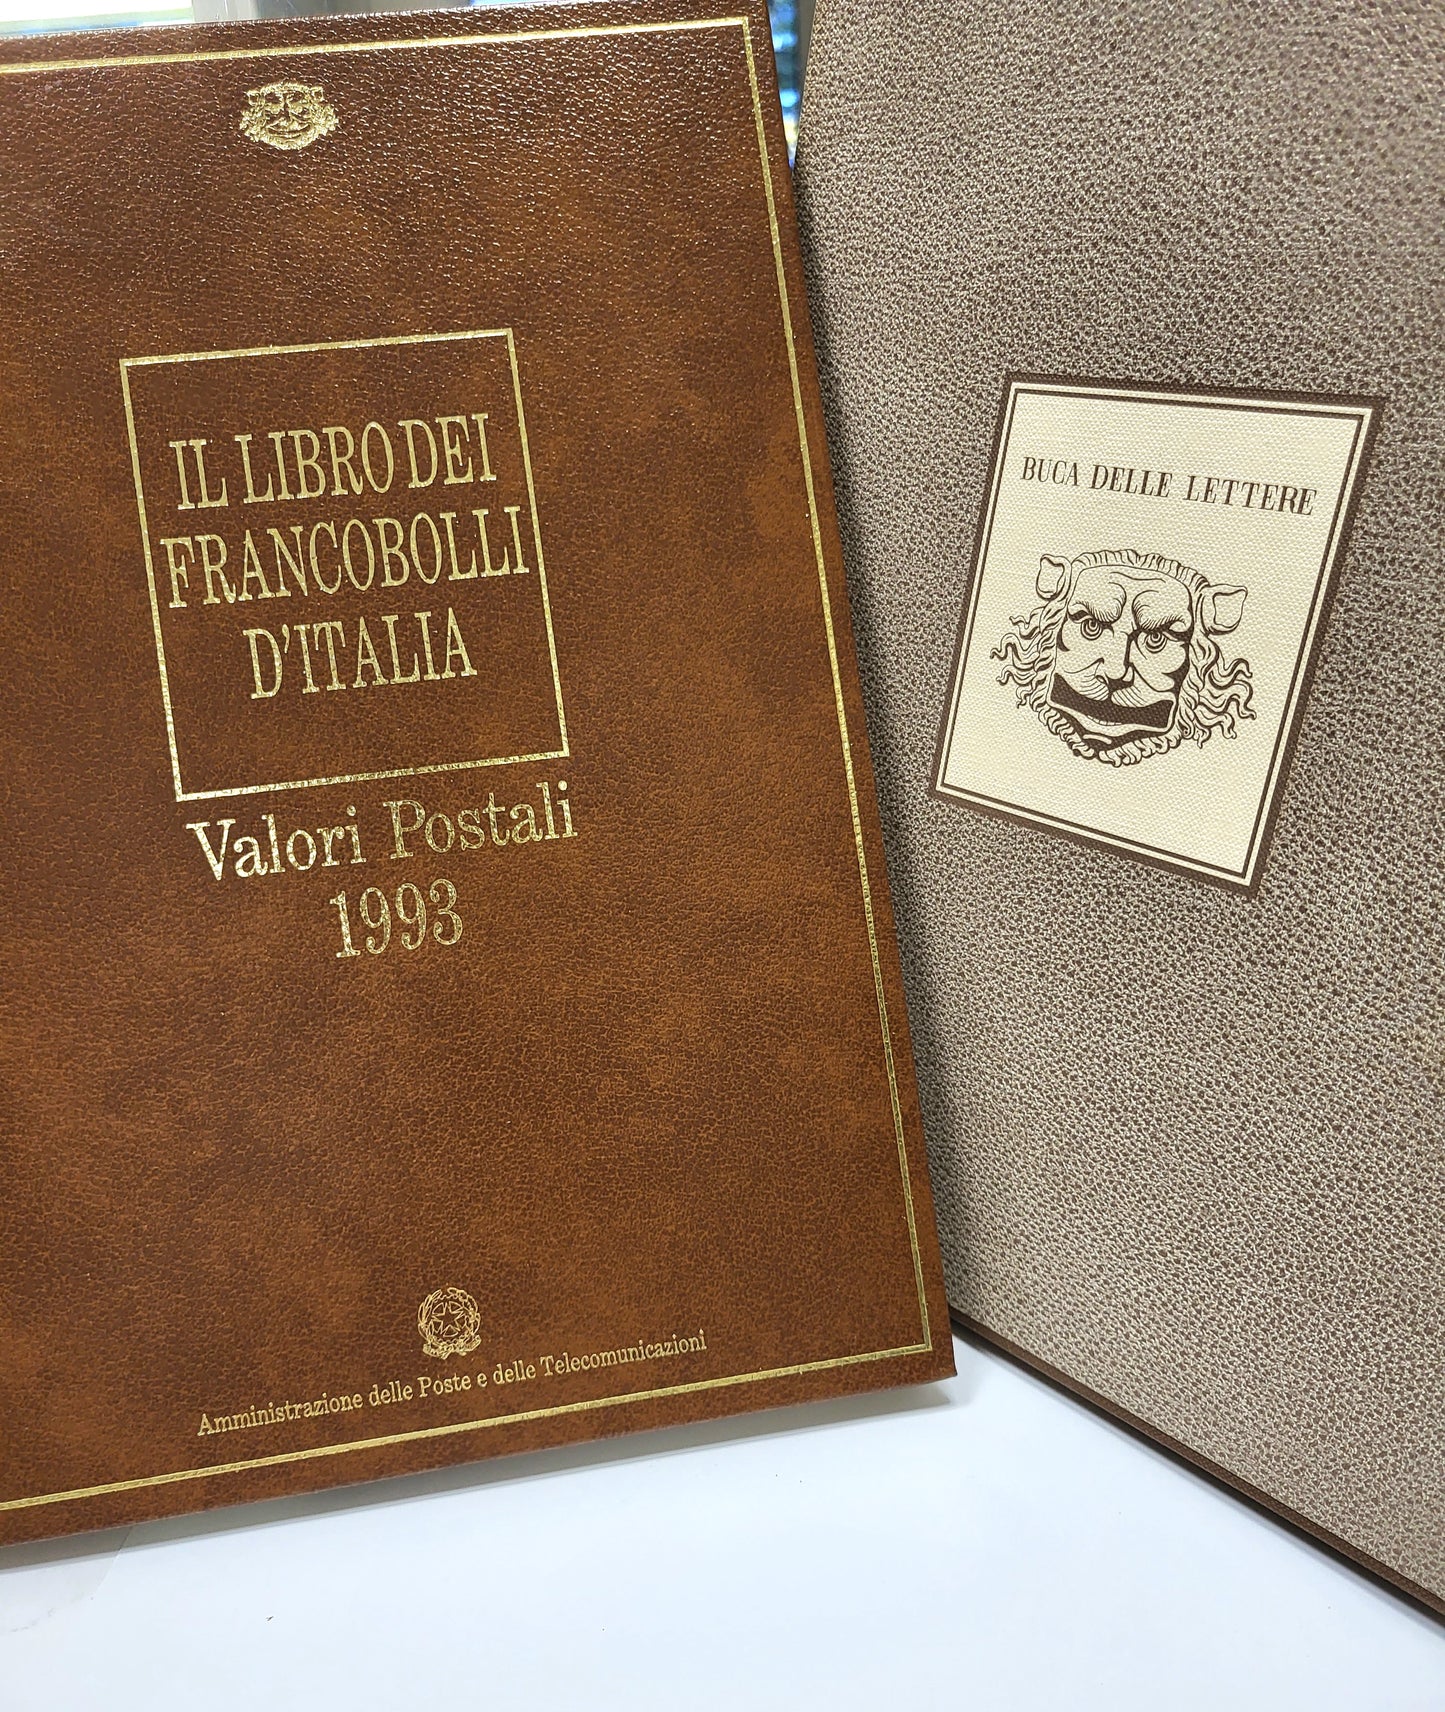 IL LIBRO DEI
FRANCOBOLLI
D'ITALIA
Valori Postali
1993
Amministrazione delle Poste e delle Telecomunicazioni
BUCA DELLE LETTERE